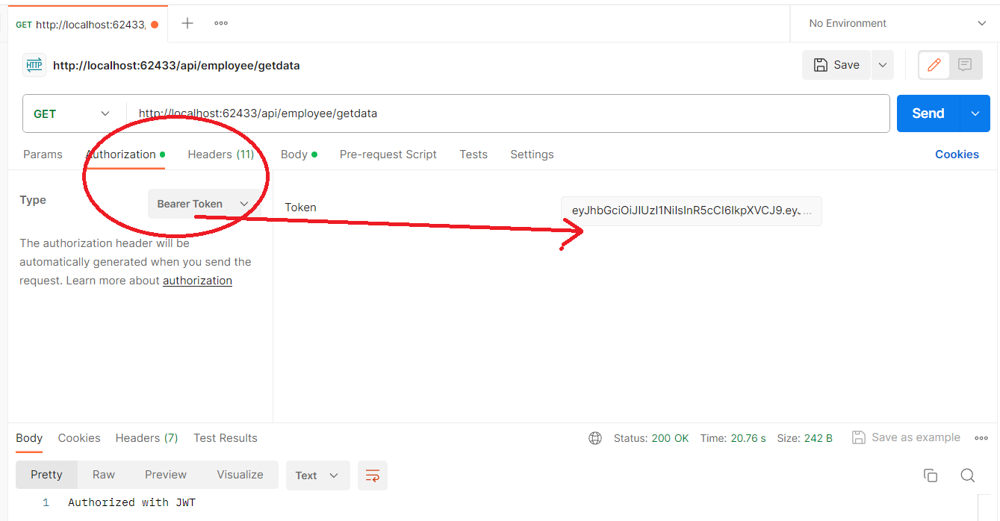 GET http://localhost:62433,
No Environment
HTTP http://localhost:62433/api/employee/getdata
Save
GET http://localhost:62433/api/employee/getdata
Send
Params Authorization Headers (11) Body Pre-request Script Tests Settings Cookies
Type Bearer Token
Token eyJhbGciOiJIUzI1NiIsInR5cCI6IkpXVCJ9.eyJ...
The authorization header will be
automatically generated when you send the
request. Learn more about authorization
Body Cookies Headers (7) Test Results
Status: 200 OK Time: 20.76 s Size: 242 B Save as example
Pretty Raw Preview Visualize Text
1 Authorized with JWT